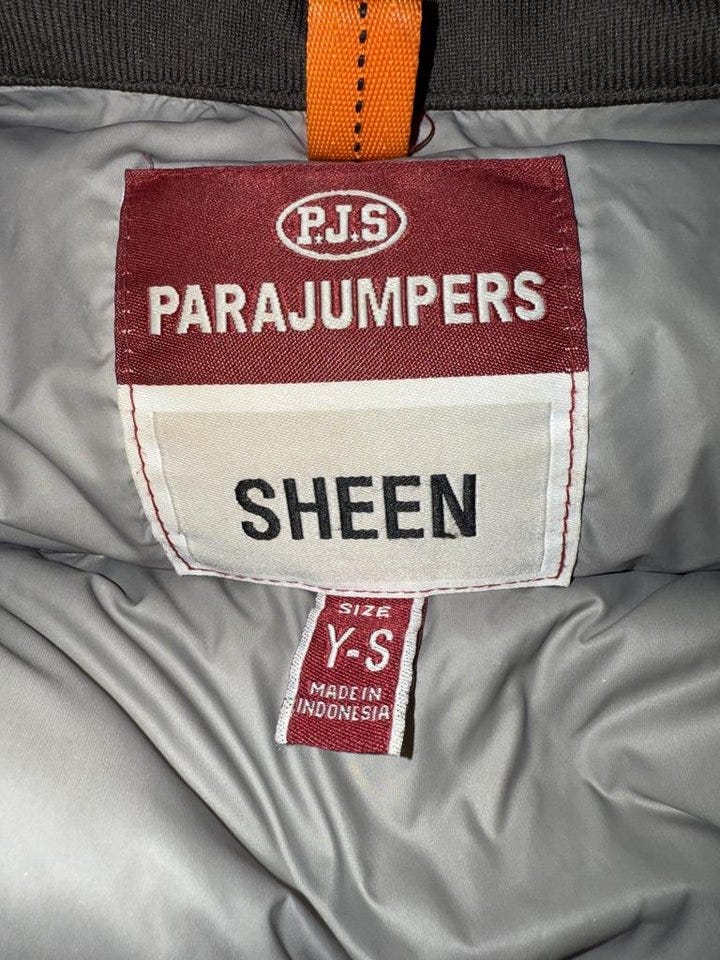 P.J.S
PARAJUMPERS
SHEEN
SIZE
Y-S
MADE IN
INDONESIA